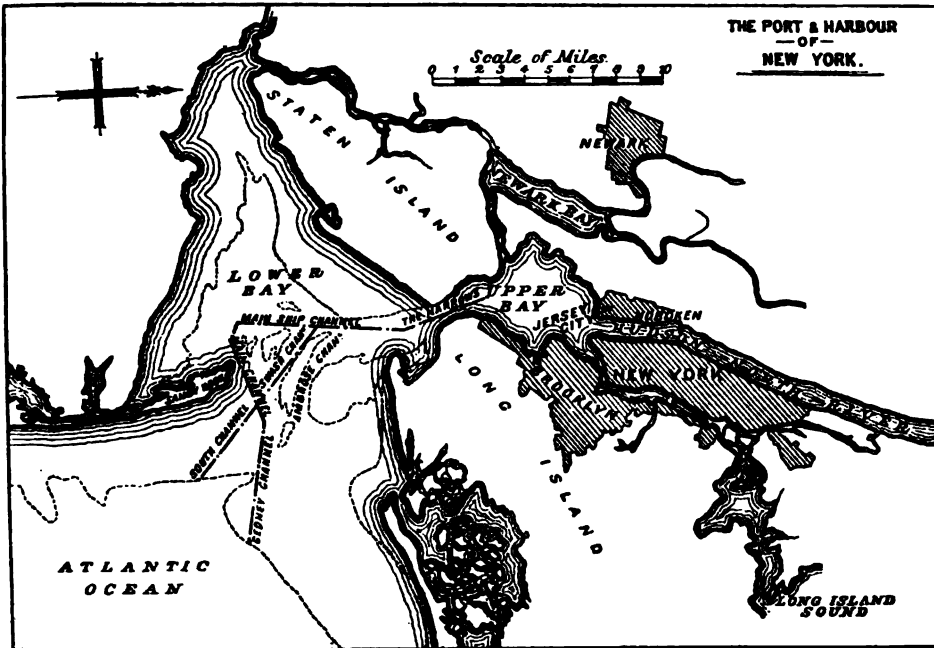 THE PORT & HARBOUR
—OF—
NEW YORK.
Scale of Miles.
0 1 2 3 4 5 6 7 8 9 10
STATEN
ISLAND
NEWARK
NEWARK BAY
LOWER
BAY
UPPER
BAY
THE NARROWS
MAIN SHIP CHANNEL
JERSEY
CITY
HOBOKEN
NEW YORK
BROOKLYN
LONG
ISLAND
SOUTH CHANNEL
GEDNEY CHANNEL
ATLANTIC
OCEAN
LONG ISLAND
SOUND